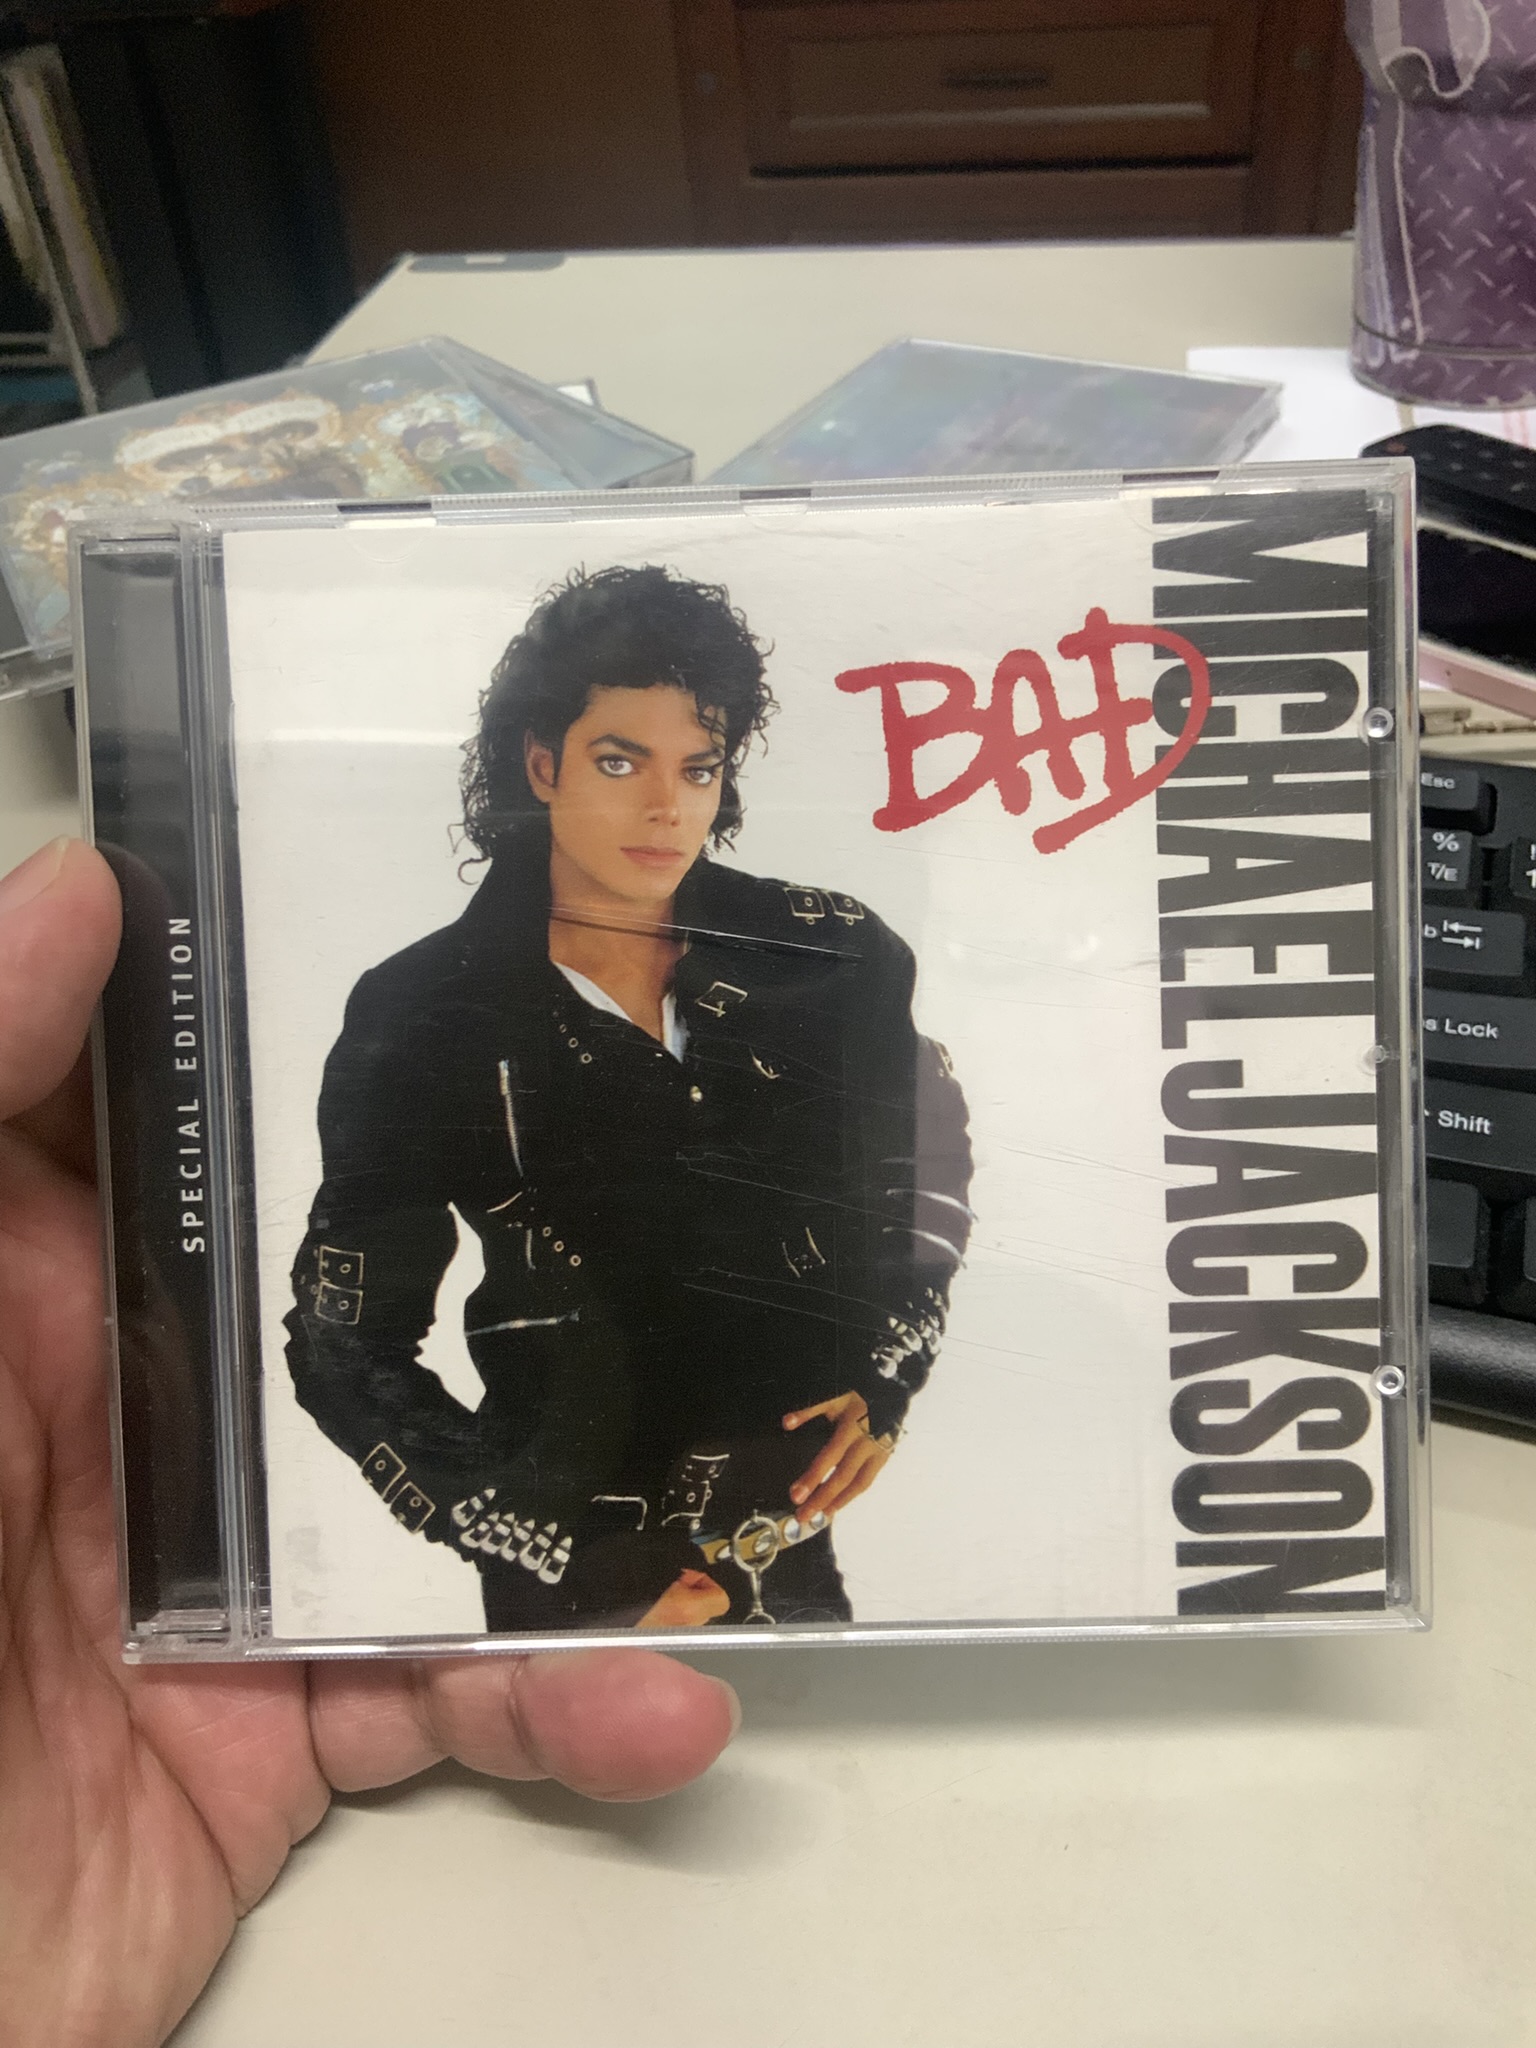 SPECIAL EDITION
BAD
MICHAEL JACKSON
Esc
%
T/E
Lock
Shift